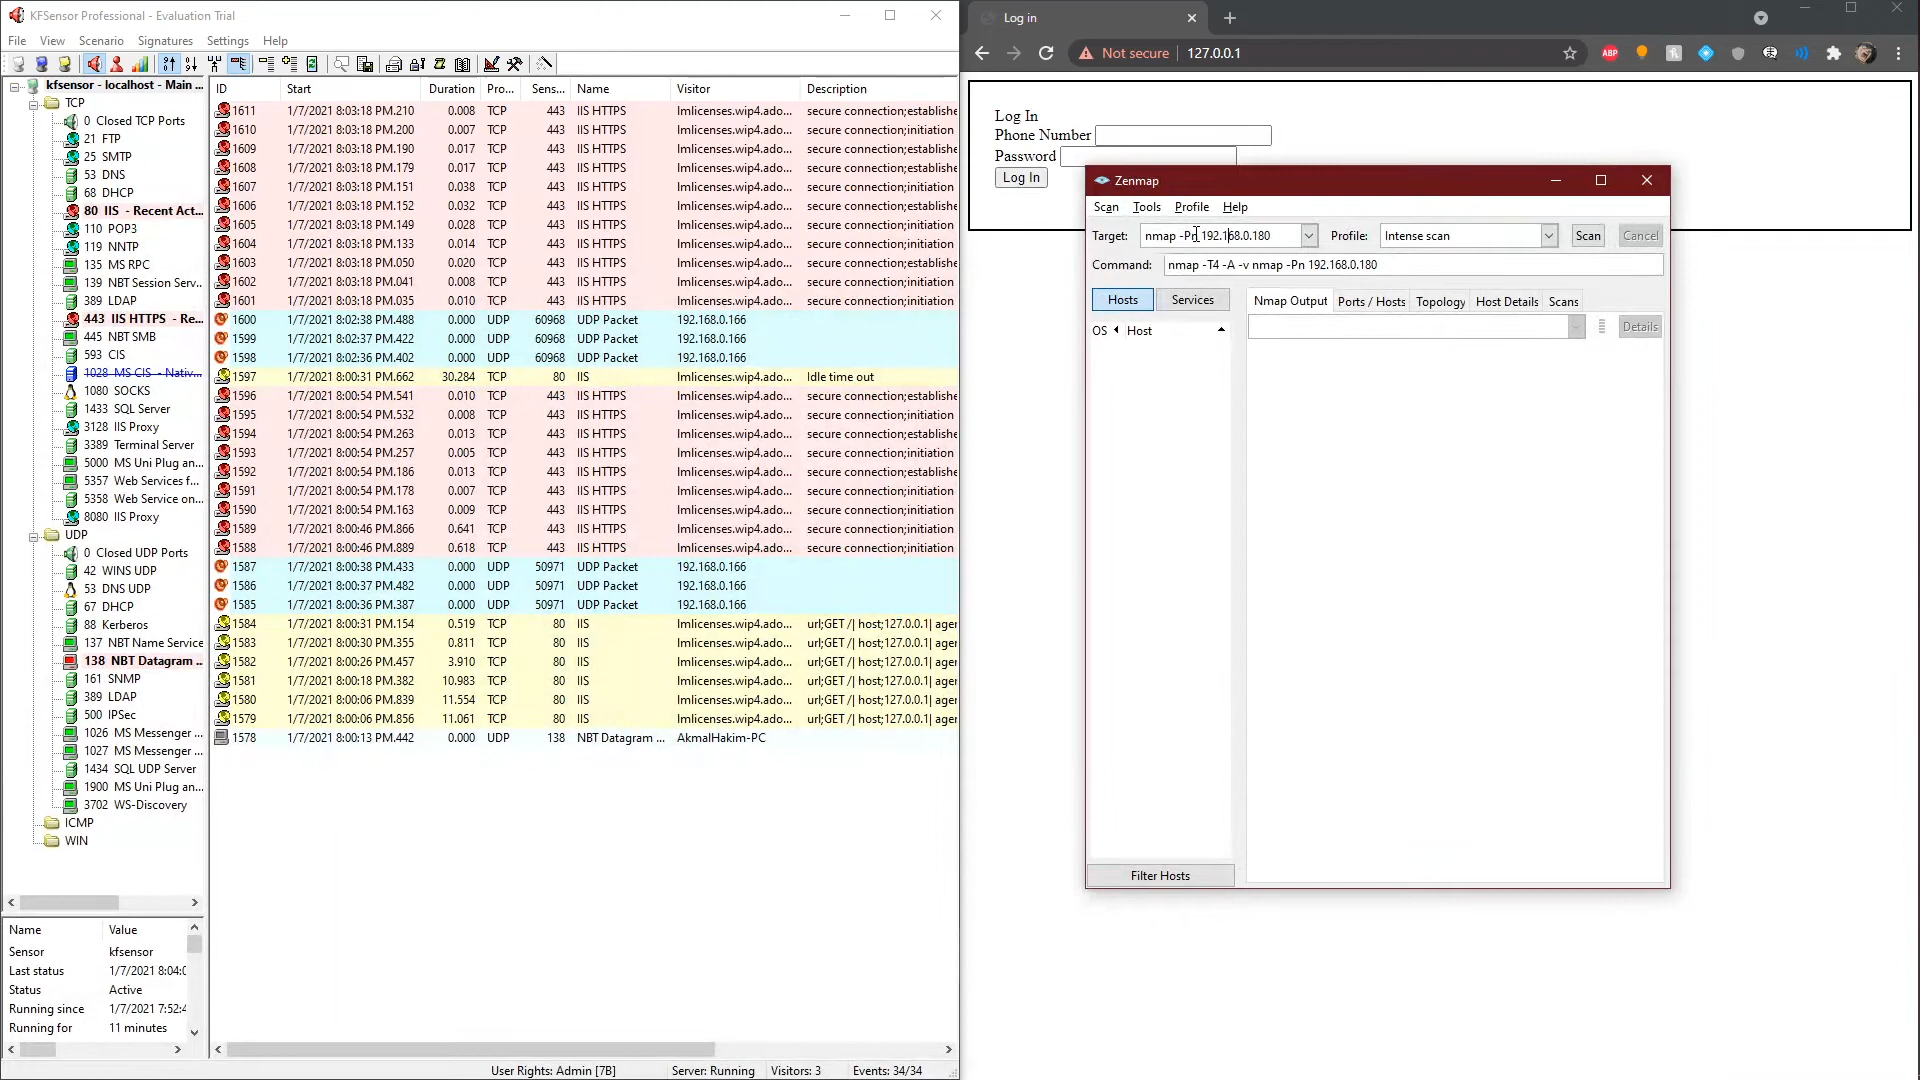 KFSensor Professional - Evaluation Trial
File View Scenario Signatures Settings Help
kfsensor - localhost - Main ...
TCP
0 Closed TCP Ports
21 FTP
25 SMTP
53 DNS
68 DHCP
80 IIS - Recent Act...
110 POP3
119 NNTP
135 MS RPC
139 NBT Session Serv...
389 LDAP
443 IIS HTTPS - Re...
445 NBT SMB
593 CIS
1028 MS CIS - Nativ...
1080 SOCKS
1433 SQL Server
3128 IIS Proxy
3389 Terminal Server
5000 MS Uni Plug an...
5357 Web Services f...
5358 Web Service on...
8080 IIS Proxy
UDP
0 Closed UDP Ports
42 WINS UDP
53 DNS UDP
67 DHCP
88 Kerberos
137 NBT Name Service
138 NBT Datagram ..
161 SNMP
389 LDAP
500 IPSec
1026 MS Messenger ...
1027 MS Messenger ...
1434 SQL UDP Server
1900 MS Uni Plug an...
3702 WS-Discovery
ICMP
WIN
Name Value
Sensor kfsensor
Last status 1/7/2021 8:04:0
Status Active
Running since 1/7/2021 7:52:4
Running for 11 minutes
ID Start Duration Pro... Sens... Name Visitor Description
1611 1/7/2021 8:03:18 PM.210 0.008 TCP 443 IIS HTTPS lmlicenses.wip4.ado... secure connection;establishe
1610 1/7/2021 8:03:18 PM.200 0.007 TCP 443 IIS HTTPS lmlicenses.wip4.ado... secure connection;initiation
1609 1/7/2021 8:03:18 PM.190 0.017 TCP 443 IIS HTTPS lmlicenses.wip4.ado... secure connection;establishe
1608 1/7/2021 8:03:18 PM.179 0.017 TCP 443 IIS HTTPS lmlicenses.wip4.ado... secure connection;establishe
1607 1/7/2021 8:03:18 PM.151 0.038 TCP 443 IIS HTTPS lmlicenses.wip4.ado... secure connection;initiation
1606 1/7/2021 8:03:18 PM.152 0.032 TCP 443 IIS HTTPS lmlicenses.wip4.ado... secure connection;establishe
1605 1/7/2021 8:03:18 PM.149 0.028 TCP 443 IIS HTTPS lmlicenses.wip4.ado... secure connection;initiation
1604 1/7/2021 8:03:18 PM.133 0.014 TCP 443 IIS HTTPS lmlicenses.wip4.ado... secure connection;initiation
1603 1/7/2021 8:03:18 PM.050 0.020 TCP 443 IIS HTTPS lmlicenses.wip4.ado... secure connection;establishe
1602 1/7/2021 8:03:18 PM.041 0.008 TCP 443 IIS HTTPS lmlicenses.wip4.ado... secure connection;initiation
1601 1/7/2021 8:03:18 PM.035 0.010 TCP 443 IIS HTTPS lmlicenses.wip4.ado... secure connection;initiation
1600 1/7/2021 8:02:38 PM.488 0.000 UDP 60968 UDP Packet 192.168.0.166
1599 1/7/2021 8:02:37 PM.422 0.000 UDP 60968 UDP Packet 192.168.0.166
1598 1/7/2021 8:02:36 PM.402 0.000 UDP 60968 UDP Packet 192.168.0.166
1597 1/7/2021 8:00:31 PM.662 30.284 TCP 80 IIS lmlicenses.wip4.ado... Idle time out
1596 1/7/2021 8:00:54 PM.541 0.010 TCP 443 IIS HTTPS lmlicenses.wip4.ado... secure connection;establishe
1595 1/7/2021 8:00:54 PM.532 0.008 TCP 443 IIS HTTPS lmlicenses.wip4.ado... secure connection;initiation
1594 1/7/2021 8:00:54 PM.263 0.013 TCP 443 IIS HTTPS lmlicenses.wip4.ado... secure connection;establishe
1593 1/7/2021 8:00:54 PM.257 0.005 TCP 443 IIS HTTPS lmlicenses.wip4.ado... secure connection;initiation
1592 1/7/2021 8:00:54 PM.186 0.013 TCP 443 IIS HTTPS lmlicenses.wip4.ado... secure connection;establishe
1591 1/7/2021 8:00:54 PM.178 0.007 TCP 443 IIS HTTPS lmlicenses.wip4.ado... secure connection;initiation
1590 1/7/2021 8:00:54 PM.163 0.009 TCP 443 IIS HTTPS lmlicenses.wip4.ado... secure connection;initiation
1589 1/7/2021 8:00:46 PM.866 0.641 TCP 443 IIS HTTPS lmlicenses.wip4.ado... secure connection;initiation
1588 1/7/2021 8:00:46 PM.889 0.618 TCP 443 IIS HTTPS lmlicenses.wip4.ado... secure connection;initiation
1587 1/7/2021 8:00:38 PM.433 0.000 UDP 50971 UDP Packet 192.168.0.166
1586 1/7/2021 8:00:37 PM.482 0.000 UDP 50971 UDP Packet 192.168.0.166
1585 1/7/2021 8:00:36 PM.387 0.000 UDP 50971 UDP Packet 192.168.0.166
1584 1/7/2021 8:00:31 PM.154 0.519 TCP 80 IIS lmlicenses.wip4.ado... url;GET /| host;127.0.0.1| ager
1583 1/7/2021 8:00:30 PM.355 0.811 TCP 80 IIS lmlicenses.wip4.ado... url;GET /| host;127.0.0.1| ager
1582 1/7/2021 8:00:26 PM.457 3.910 TCP 80 IIS lmlicenses.wip4.ado... url;GET /| host;127.0.0.1| ager
1581 1/7/2021 8:00:18 PM.382 10.983 TCP 80 IIS lmlicenses.wip4.ado... url;GET /| host;127.0.0.1| ager
1580 1/7/2021 8:00:06 PM.839 11.554 TCP 80 IIS lmlicenses.wip4.ado... url;GET /| host;127.0.0.1| ager
1579 1/7/2021 8:00:06 PM.856 11.061 TCP 80 IIS lmlicenses.wip4.ado... url;GET /| host;127.0.0.1| ager
1578 1/7/2021 8:00:13 PM.442 0.000 UDP 138 NBT Datagram ... AkmalHakim-PC
User Rights: Admin [7B] Server: Running Visitors: 3 Events: 34/34
Log in
Not secure 127.0.0.1
ABP
Log In
Phone Number
Password
Log In
Zenmap
Scan Tools Profile Help
Target: nmap -Pn 192.168.0.180 Profile: Intense scan Scan Cancel
Command: nmap -T4 -A -v nmap -Pn 192.168.0.180
Hosts Services
OS Host
Nmap Output Ports / Hosts Topology Host Details Scans
Details
Filter Hosts